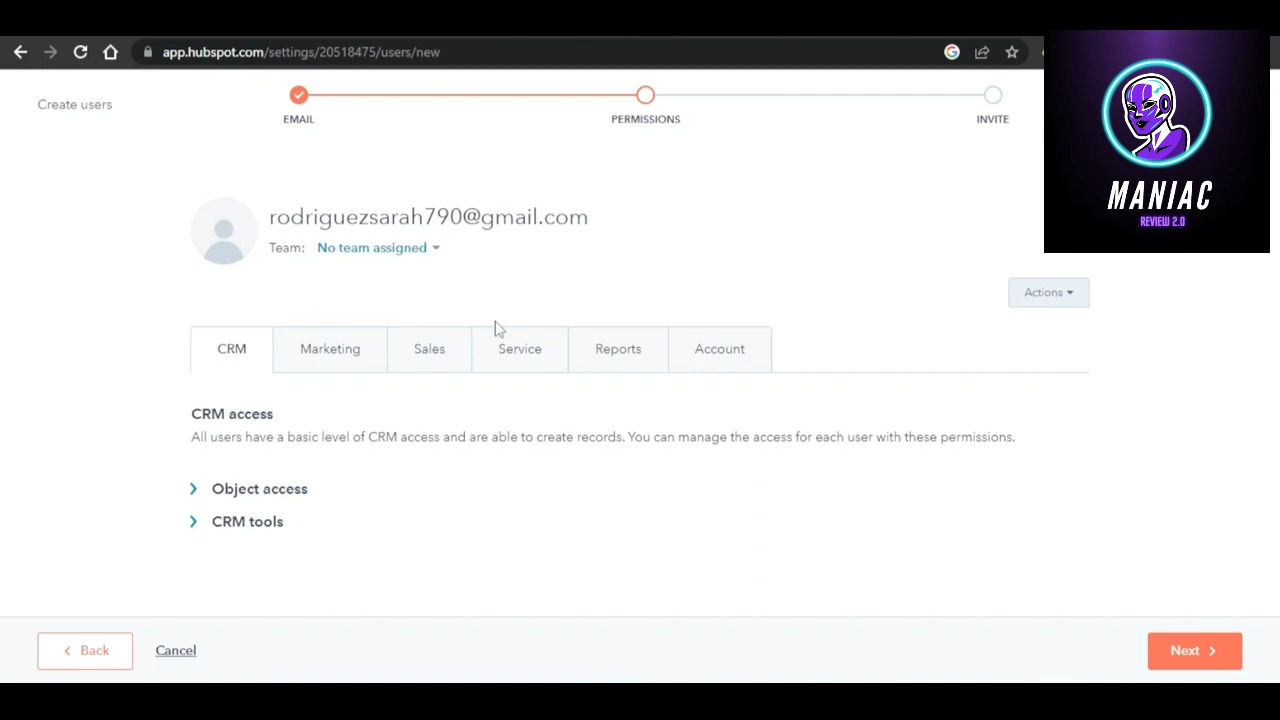 app.hubspot.com/settings/20518475/users/new
Create users
EMAIL
PERMISSIONS
INVITE
MANIAC
REVIEW 2.0
rodriguezsarah790@gmail.com
Team: No team assigned
Actions
CRM
Marketing
Sales
Service
Reports
Account
CRM access
All users have a basic level of CRM access and are able to create records. You can manage the access for each user with these permissions.
Object access
CRM tools
Back
Cancel
Next